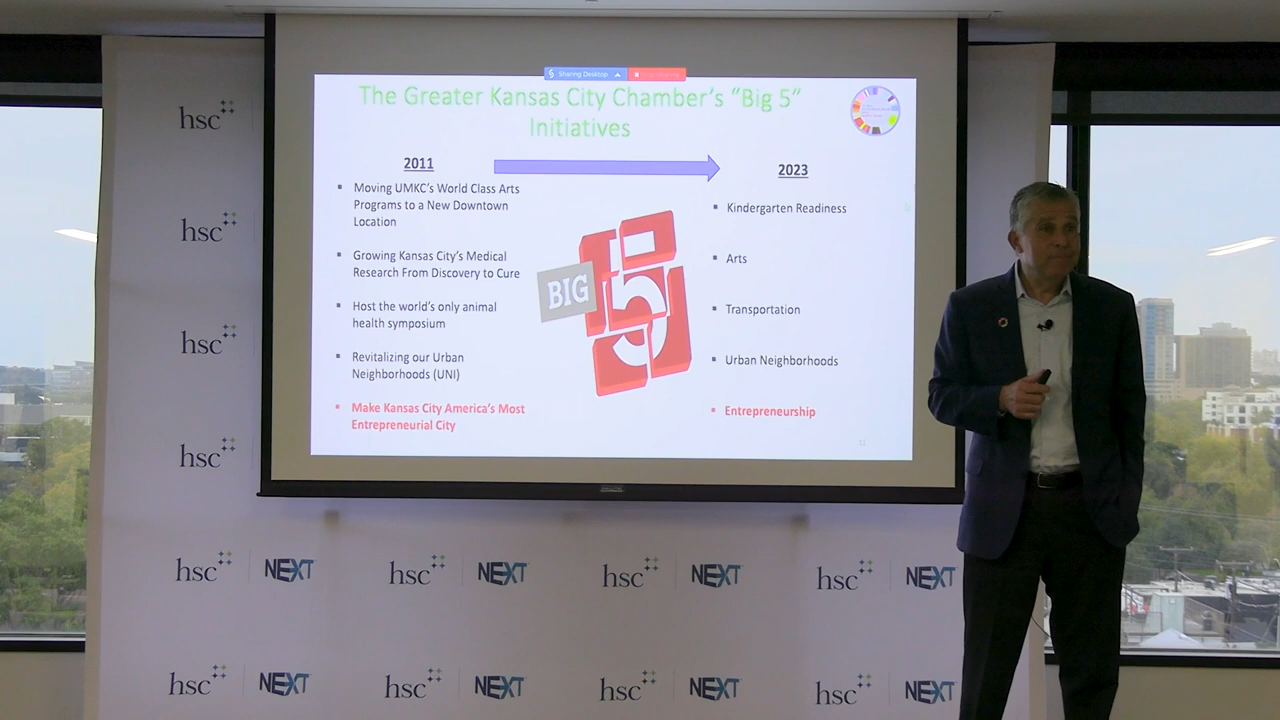 Sharing Desktop
The Greater Kansas City Chamber's "Big 5"
Initiatives
2011
2023
Moving UMKC's World Class Arts
Programs to a New Downtown
Location
Growing Kansas City's Medical
Research From Discovery to Cure
Host the world's only animal
health symposium
Revitalizing our Urban
Neighborhoods (UNI)
Make Kansas City America's Most
Entrepreneurial City
BIG
5
Kindergarten Readiness
Arts
Transportation
Urban Neighborhoods
Entrepreneurship
11
hsc
hsc
hsc
hsc
hsc NEXT hsc NEXT hsc NEXT hsc NEXT
hsc NEXT hsc NEXT hsc NEXT hsc NEXT